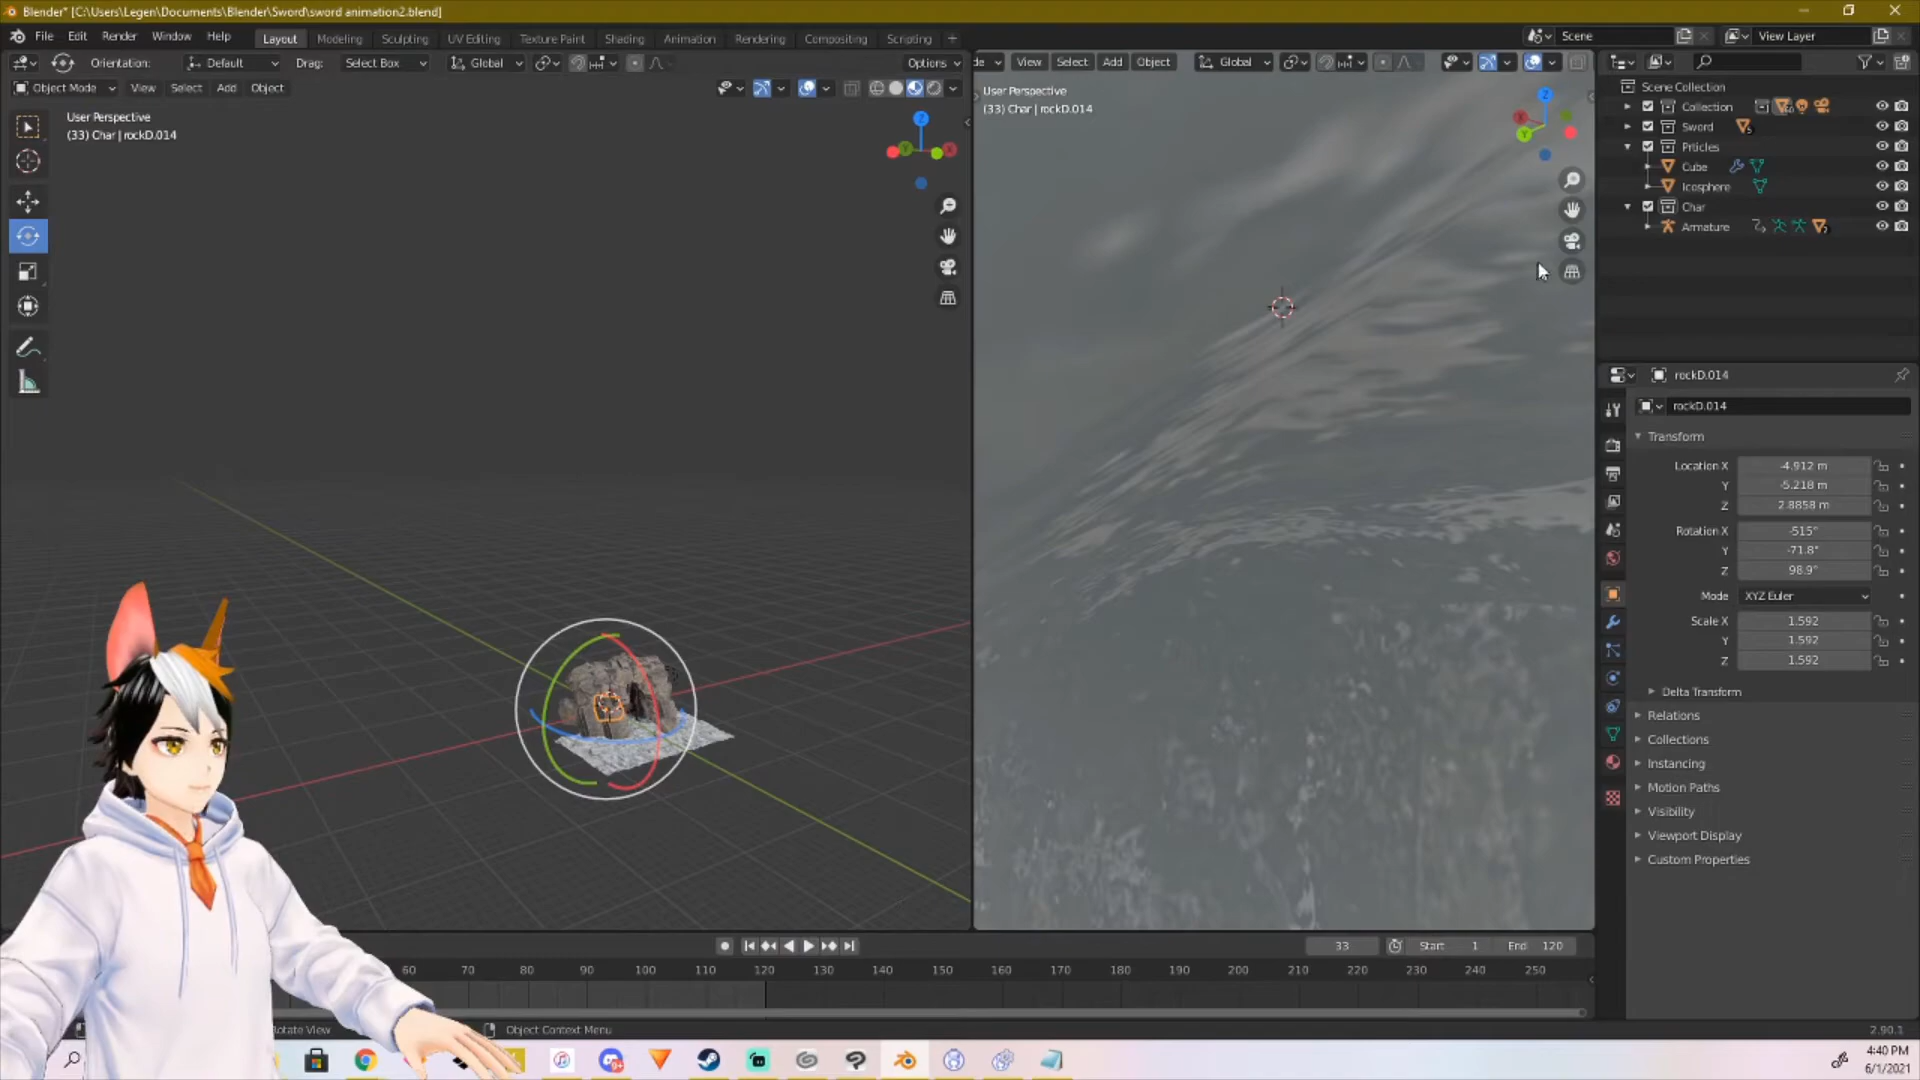 Blender* [C:\Users\Legen\Documents\Blender\Sword\sword animation2.blend]
File Edit Render Window Help Layout Modeling Sculpting UV Editing Texture Paint Shading Animation Rendering Compositing Scripting + Scene View Layer
Orientation: Default Drag: Select Box Global Options
de View Select Add Object Global
Object Mode View Select Add Object
User Perspective
(33) Char | rockD.014
User Perspective
(33) Char | rockD.014
Scene Collection
Collection
Sword
Prticles
Cube
Icosphere
Char
Armature
rockD.014
rockD.014
Transform
Location X -4.912 m
Y -5.218 m
Z 2.8858 m
Rotation X -515°
Y -71.8°
Z 98.9°
Mode XYZ Euler
Scale X 1.592
Y 1.592
Z 1.592
Delta Transform
Relations
Collections
Instancing
Motion Paths
Visibility
Viewport Display
Custom Properties
33 Start 1 End 120
60 70 80 90 100 110 120 130 140 150 160 170 180 190 200 210 220 230 240 250
Rotate View Object Context Menu 2.90.1
4:40 PM
6/1/2021